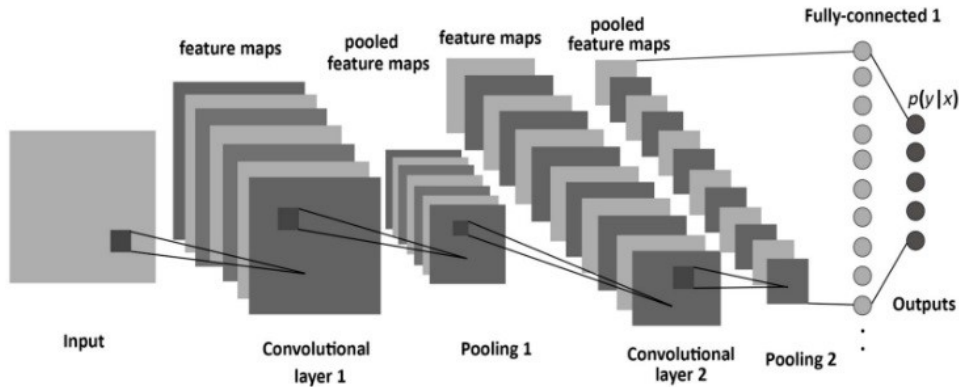 Fully-connected 1
feature maps
pooled
feature maps
feature maps
pooled
feature maps
p(y|x)
Input
Convolutional
layer 1
Pooling 1
Convolutional
layer 2
Pooling 2
Outputs